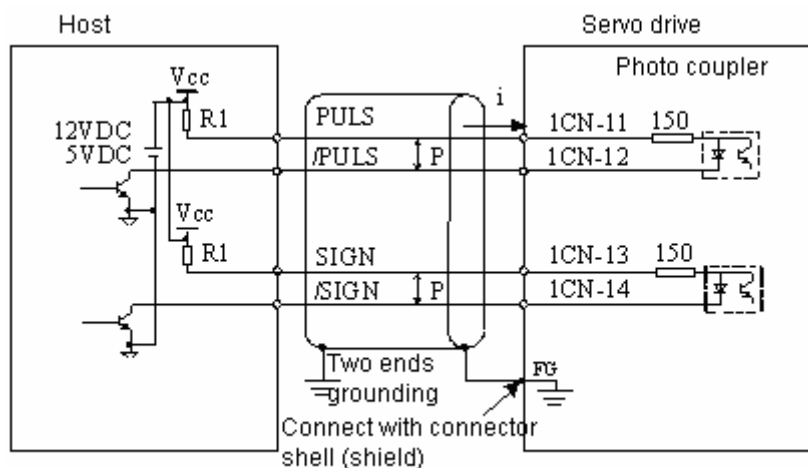 Host
Servo drive
Photo coupler
Vcc
12VDC
5VDC
R1
PULS
i
1CN-11
150
/PULS
P
1CN-12
Vcc
R1
SIGN
1CN-13
150
/SIGN
P
1CN-14
Two ends
grounding
FG
Connect with connector
shell (shield)